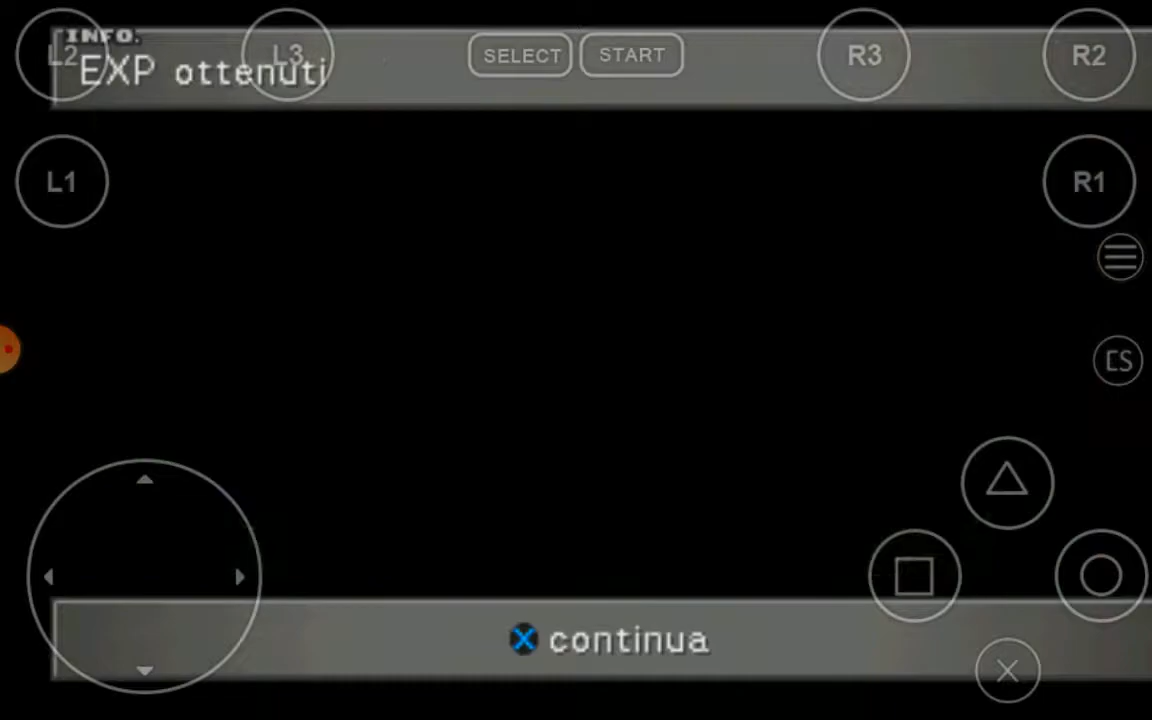 INFO.
EXP ottenuti
L2
L3
SELECT
START
R3
R2
L1
R1
continua